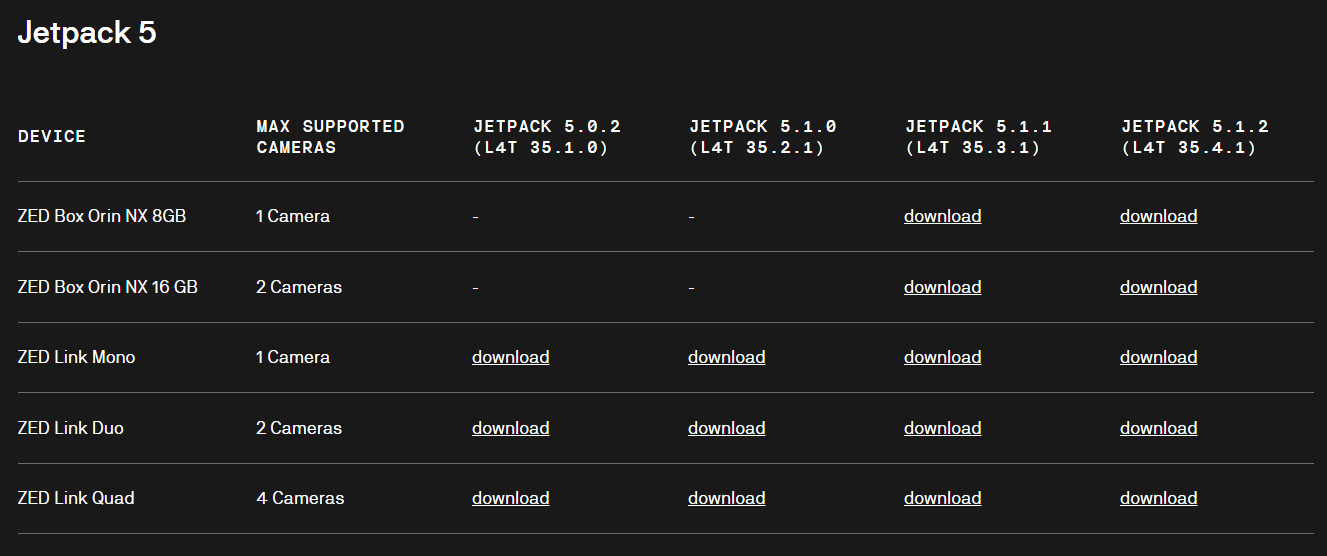 Jetpack 5
DEVICE
MAX SUPPORTED
CAMERAS
JETPACK 5.0.2
(L4T 35.1.0)
JETPACK 5.1.0
(L4T 35.2.1)
JETPACK 5.1.1
(L4T 35.3.1)
JETPACK 5.1.2
(L4T 35.4.1)
ZED Box Orin NX 8GB 1 Camera - - download download
ZED Box Orin NX 16 GB 2 Cameras - - download download
ZED Link Mono 1 Camera download download download download
ZED Link Duo 2 Cameras download download download download
ZED Link Quad 4 Cameras download download download download